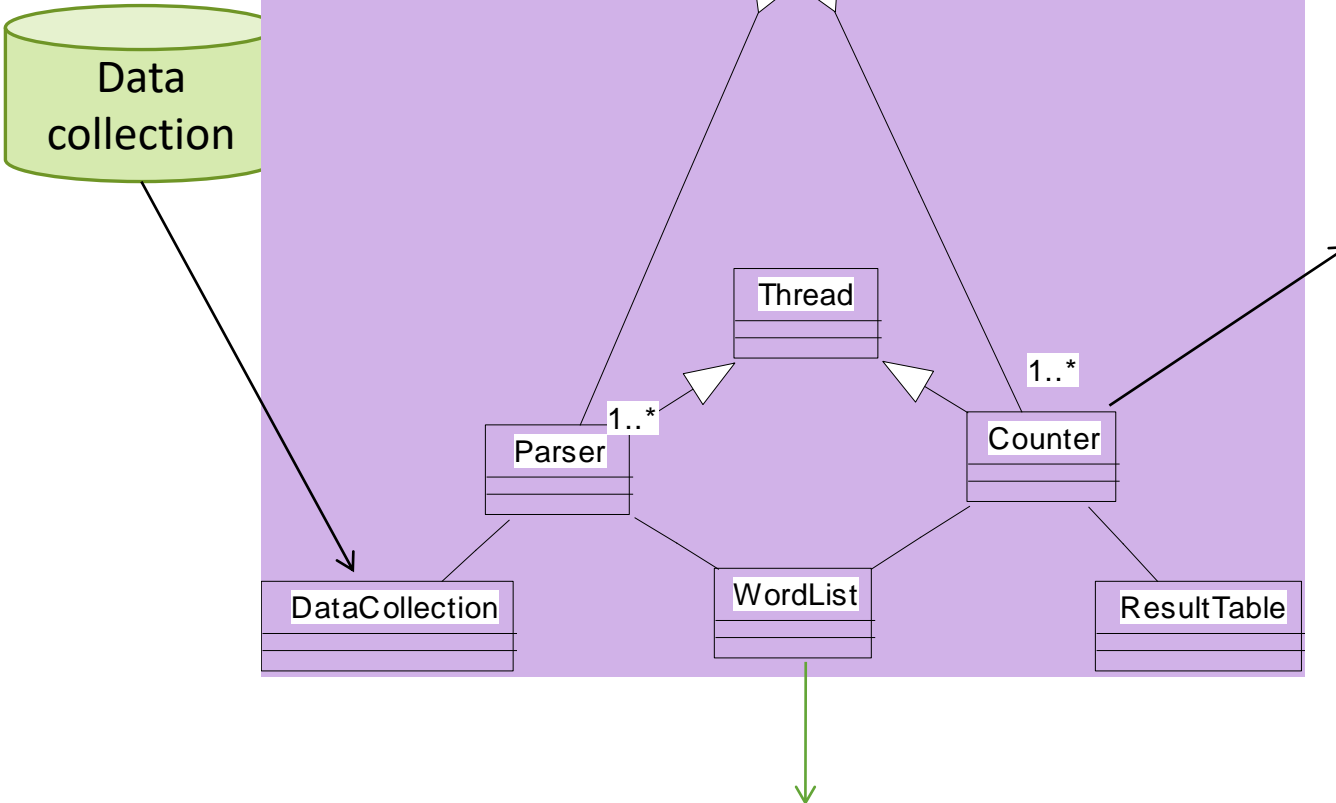 Data
collection
Thread
1..*
1..*
Parser
Counter
DataCollection
WordList
ResultTable